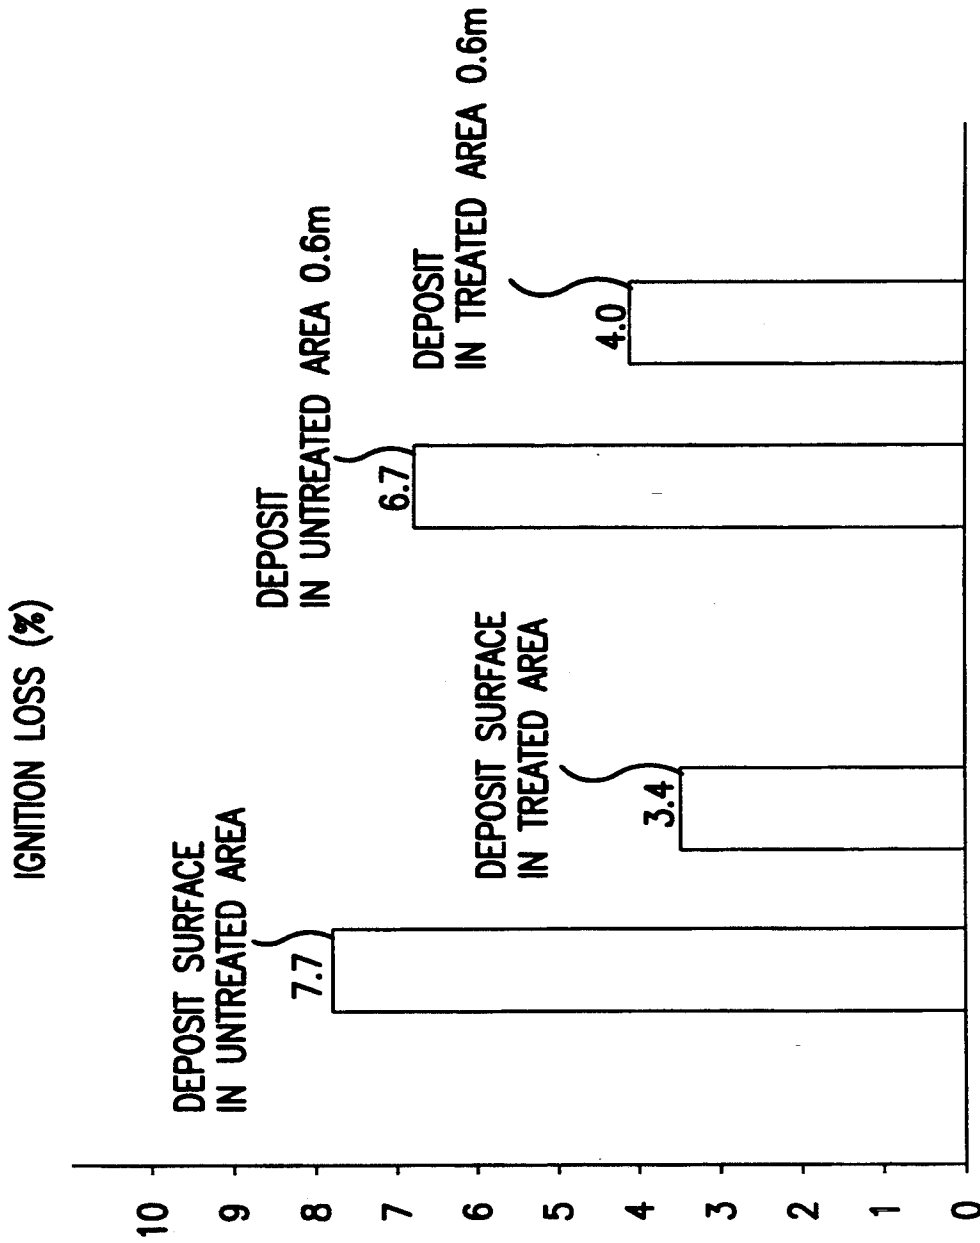 IGNITION LOSS (%)
10
9
8
7
6
5
4
3
2
1
0
DEPOSIT SURFACE
IN UNTREATED AREA
7.7
DEPOSIT SURFACE
IN TREATED AREA
3.4
DEPOSIT
IN UNTREATED AREA 0.6m
6.7
DEPOSIT
IN TREATED AREA 0.6m
4.0